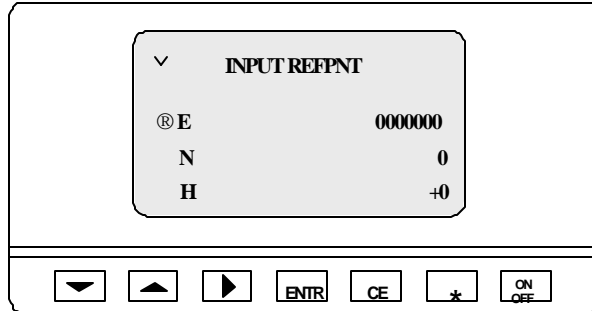 INPUT REFPNT
® E 0000000
N 0
H +0
ENTR CE * ON
OFF